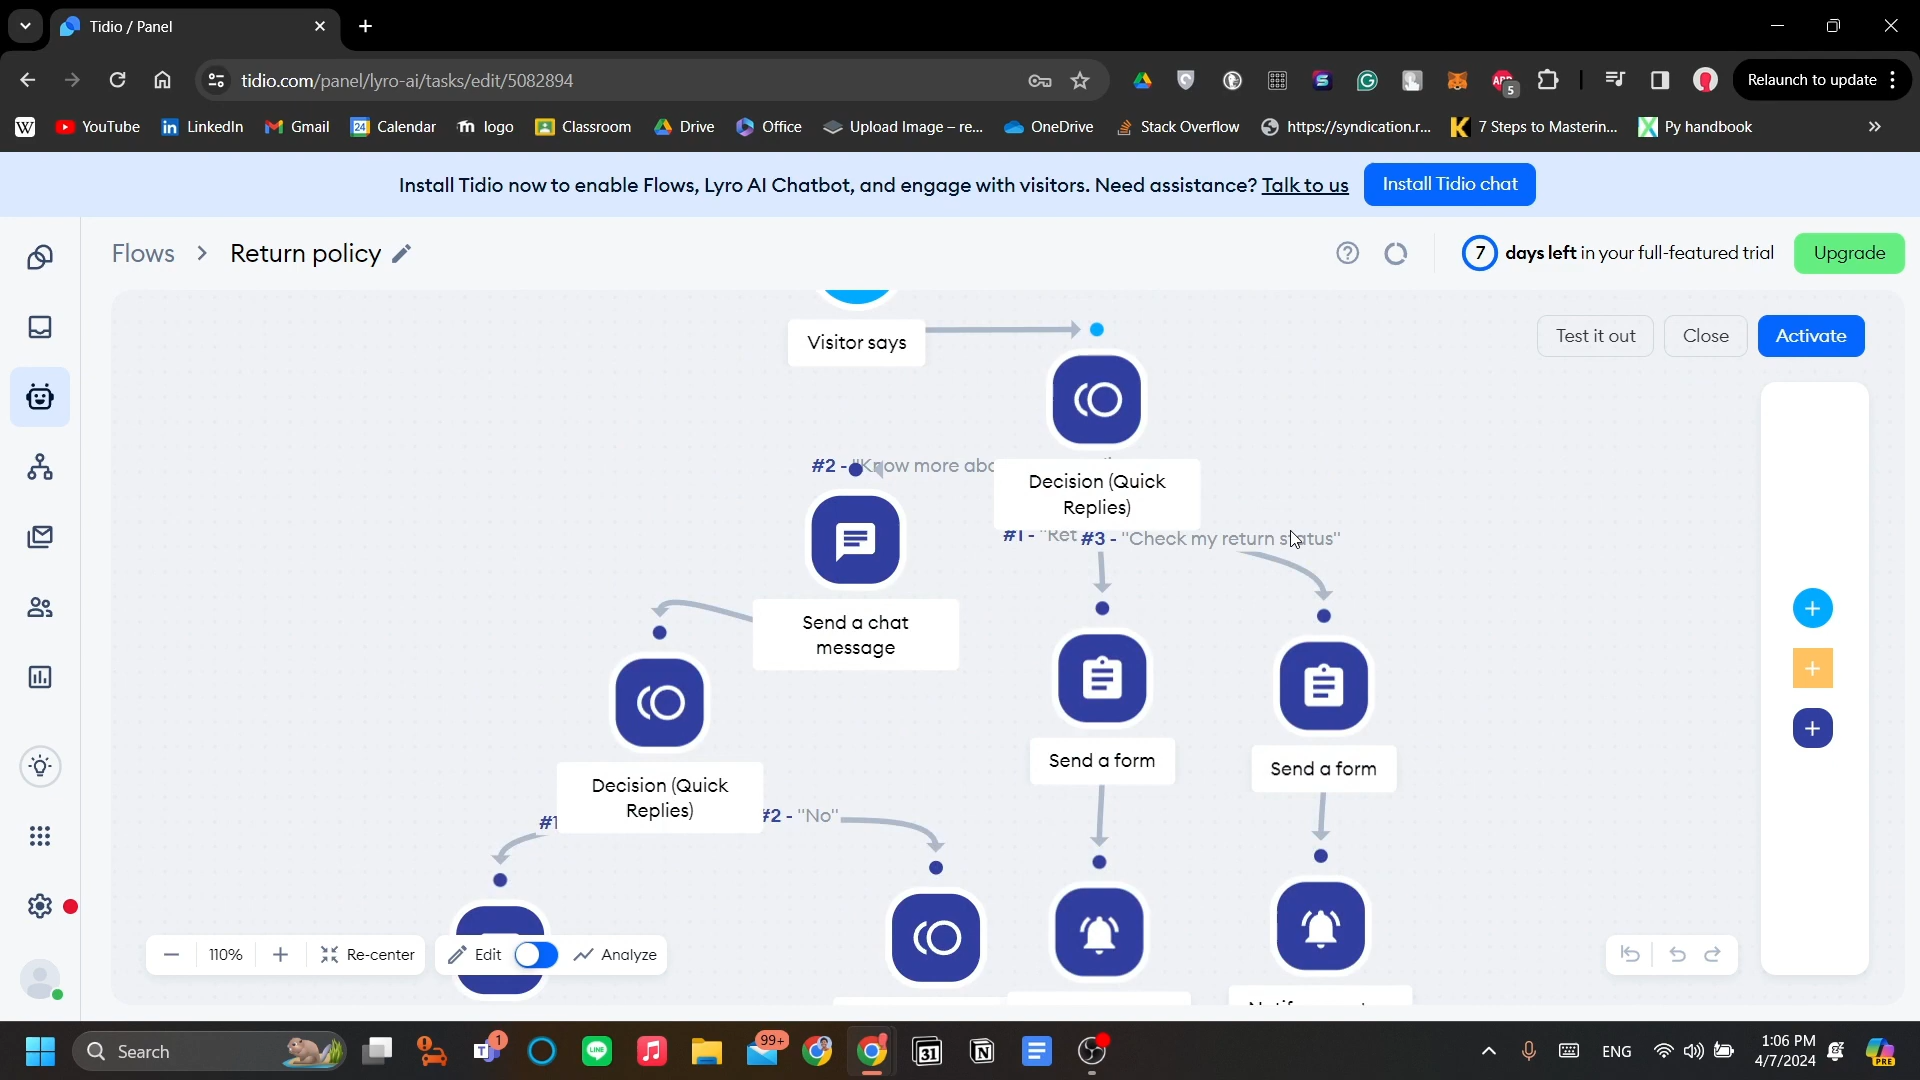 Tidio / Panel
tidio.com/panel/lyro-ai/tasks/edit/5082894
5
Relaunch to update
YouTube
LinkedIn
Gmail
Calendar
logo
Classroom
Drive
Office
Upload Image – re...
OneDrive
Stack Overflow
https://syndication.r...
7 Steps to Masterin...
Py handbook
Install Tidio now to enable Flows, Lyro AI Chatbot, and engage with visitors. Need assistance? Talk to us
Install Tidio chat
Flows > Return policy
7 days left in your full-featured trial
Upgrade
Test it out
Close
Activate
Visitor says
Decision (Quick
Replies)
#2 - "Know more abo
#1 - "Ret
#3 - "Check my return status"
Send a chat
message
Decision (Quick
Replies)
Send a form
Send a form
#1
#2 - "No"
110%
Re-center
Edit
Analyze
Search
1
99+
31
ENG
1:06 PM
4/7/2024
PRE